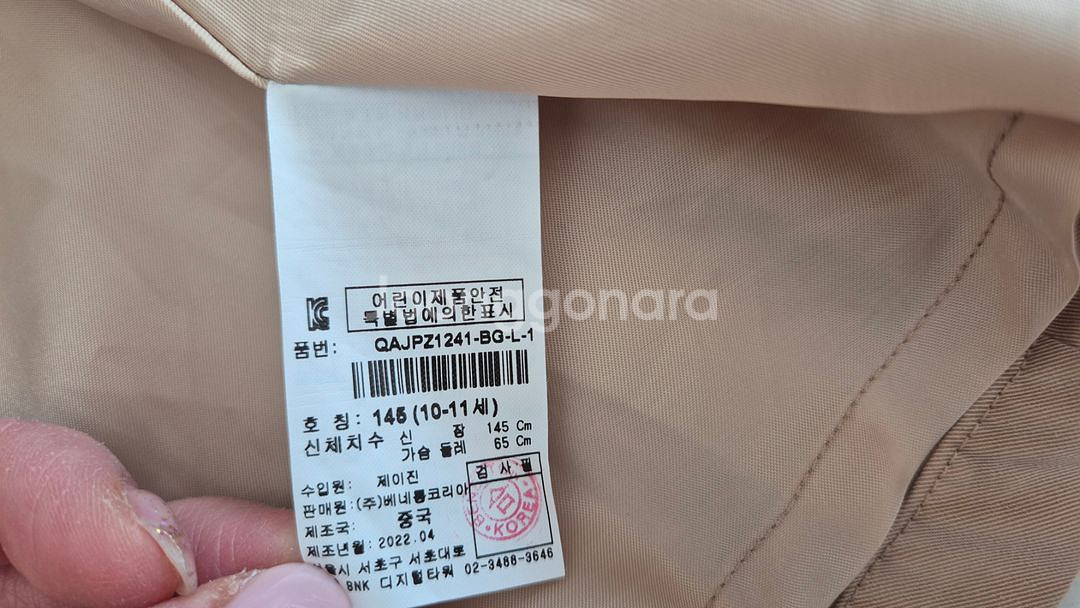 어린이제품안전
특별법에의한표시
품번: QAJPZ1241-BG-L-1
호 칭: 145 (10-11세)
신체치수 신 장 145 Cm
가슴 둘레 65 Cm
검 사 필
수입원: 제이진
판매원: (주)베네통코리아
제조국: 중국
KOREA
제조년월: 2022.04
서초구 서초대로
BNK 디지털타워 02-3488-3646
ggonara